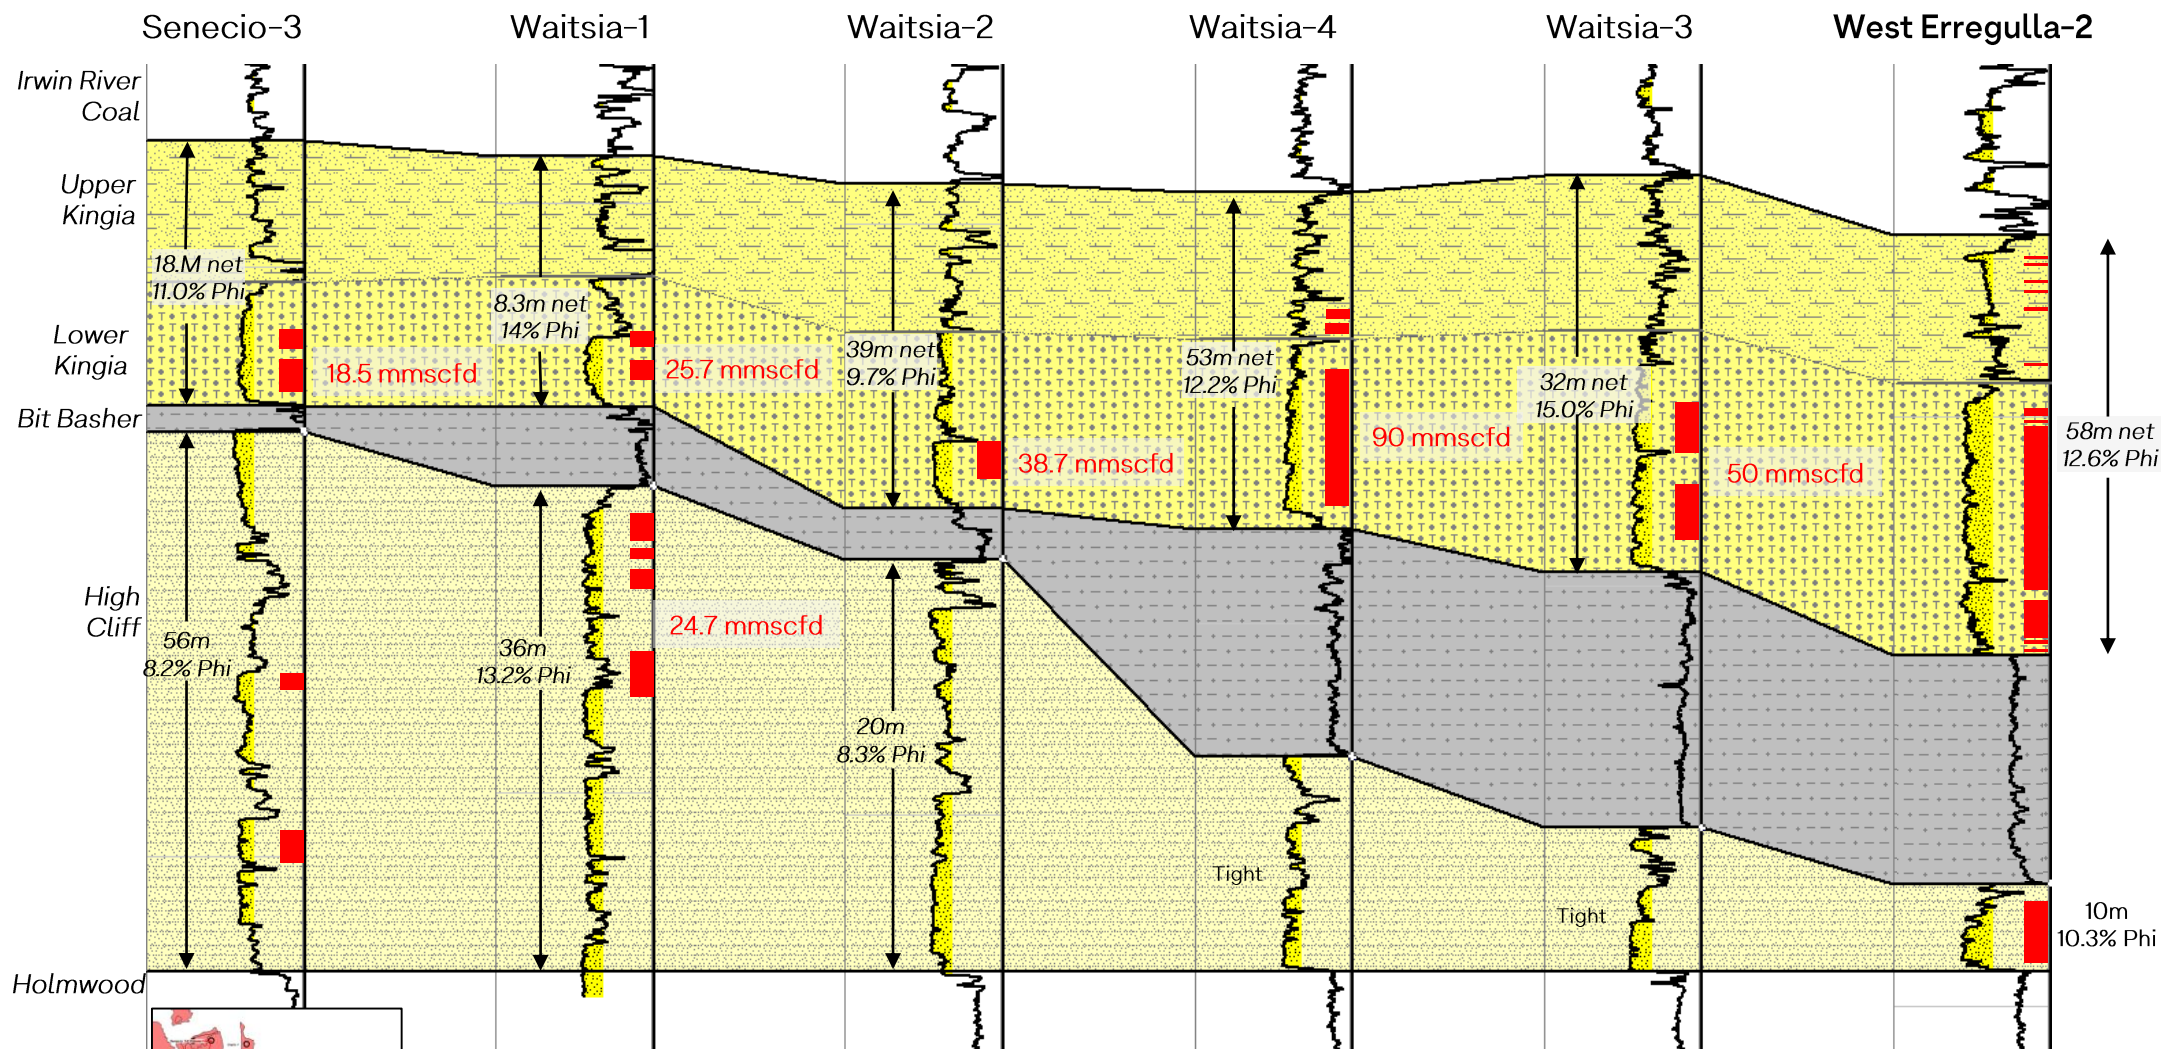 Senecio-3
Waitsia-1
Waitsia-2
Waitsia-4
Waitsia-3
West Erregulla-2
Irwin River
Coal
Upper
Kingia
18.M net
11.0% Phi
8.3m net
14% Phi
39m net
9.7% Phi
53m net
12.2% Phi
32m net
15.0% Phi
58m net
12.6% Phi
Lower
Kingia
18.5 mmscfd
25.7 mmscfd
38.7 mmscfd
90 mmscfd
50 mmscfd
Bit Basher
High
Cliff
56m
8.2% Phi
36m
13.2% Phi
24.7 mmscfd
20m
8.3% Phi
Tight
Tight
10m
10.3% Phi
Holmwood